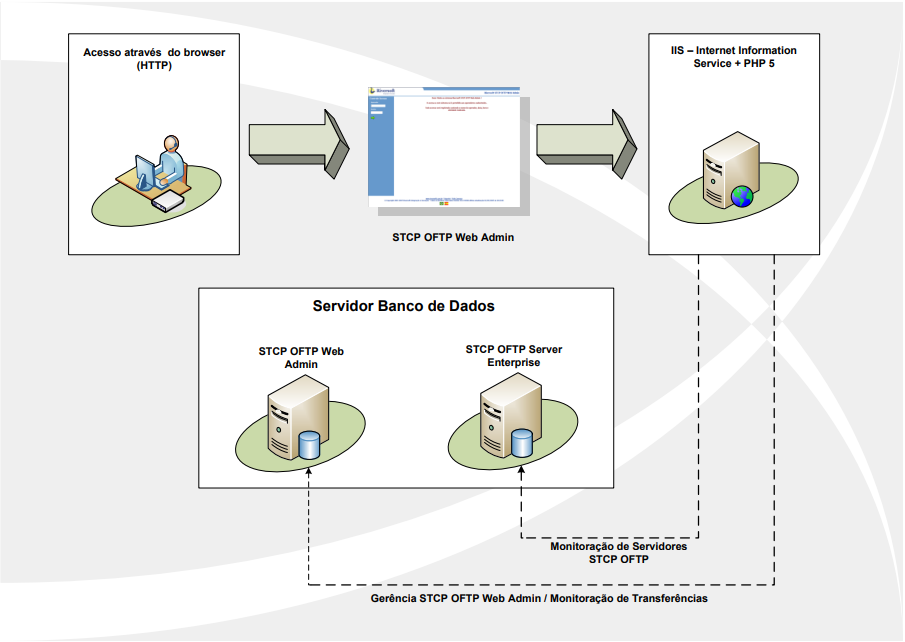 Acesso através do browser
(HTTP)
IIS – Internet Information
Service + PHP 5
STCP OFTP Web Admin
Servidor Banco de Dados
STCP OFTP Web
Admin
STCP OFTP Server
Enterprise
Monitoração de Servidores
STCP OFTP
Gerência STCP OFTP Web Admin / Monitoração de Transferências